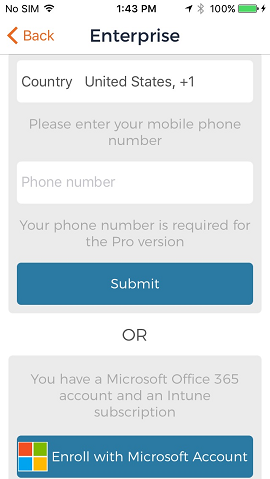 No SIM 1:43 PM 100%
Back Enterprise
Country United States, +1
Please enter your mobile phone
number
Phone number
Your phone number is required for
the Pro version
Submit
OR
You have a Microsoft Office 365
account and an Intune
subscription
Enroll with Microsoft Account